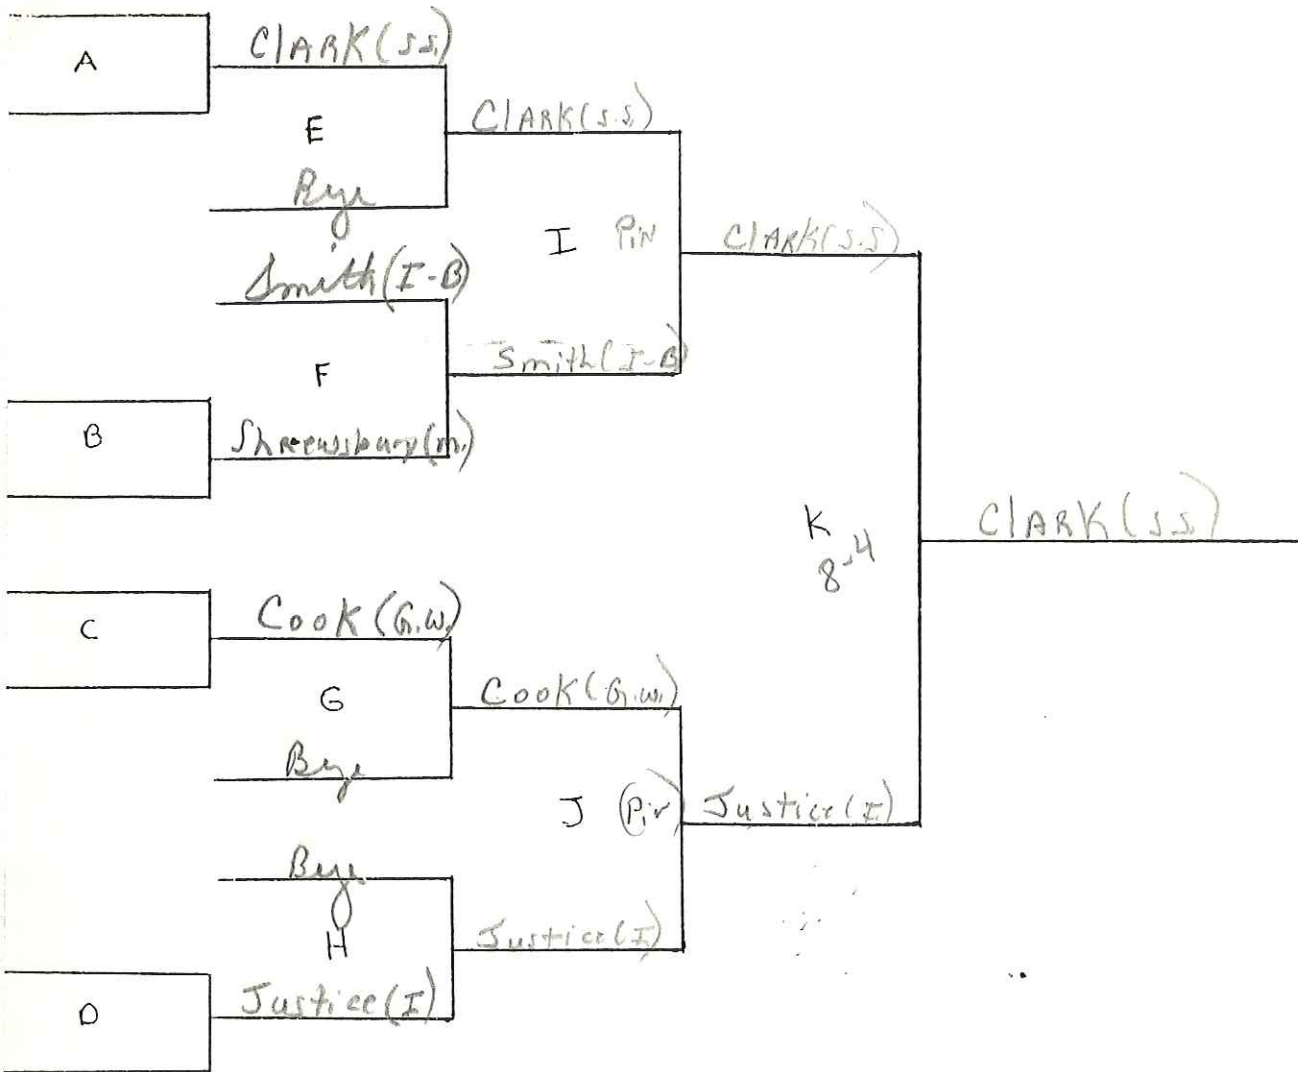 CLARK (S.S.)
A
CLARK (S.S.)
E
Bye
PIN
I
CLARK (S.S)
Smith (I-B)
Smith (I-B)
F
B
Shrewsbury (M.)
K
CLARK (S.S.)
8-4
Cook (G.W.)
C
Cook (G.W.)
G
Bye
J
(Pin)
Justice (I)
Bye
H
Justice (I)
Justice (I)
D